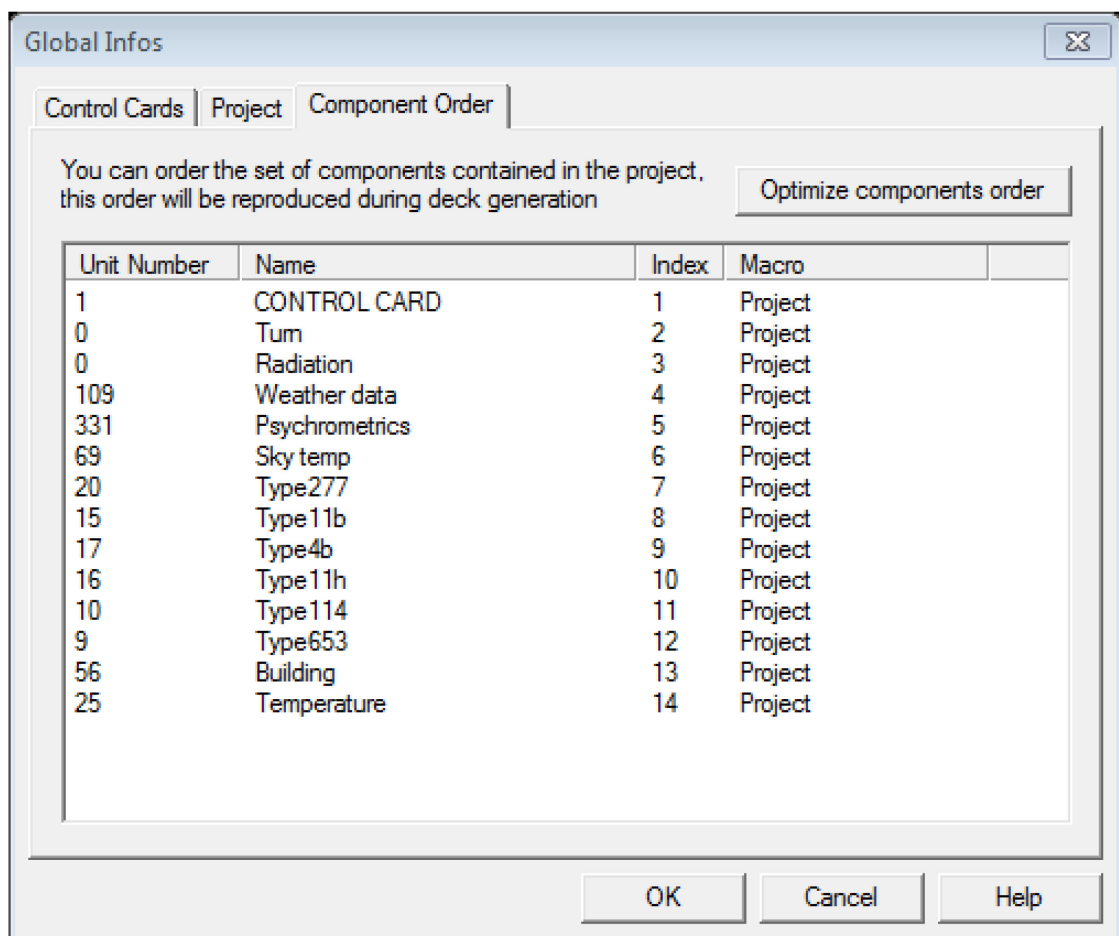 Global Infos
Control Cards Project Component Order
You can order the set of components contained in the project,
this order will be reproduced during deck generation
Optimize components order
Unit Number Name Index Macro
1 CONTROL CARD 1 Project
0 Turn 2 Project
0 Radiation 3 Project
109 Weather data 4 Project
331 Psychrometrics 5 Project
69 Sky temp 6 Project
20 Type277 7 Project
15 Type11b 8 Project
17 Type4b 9 Project
16 Type11h 10 Project
10 Type114 11 Project
9 Type653 12 Project
56 Building 13 Project
25 Temperature 14 Project
OK Cancel Help